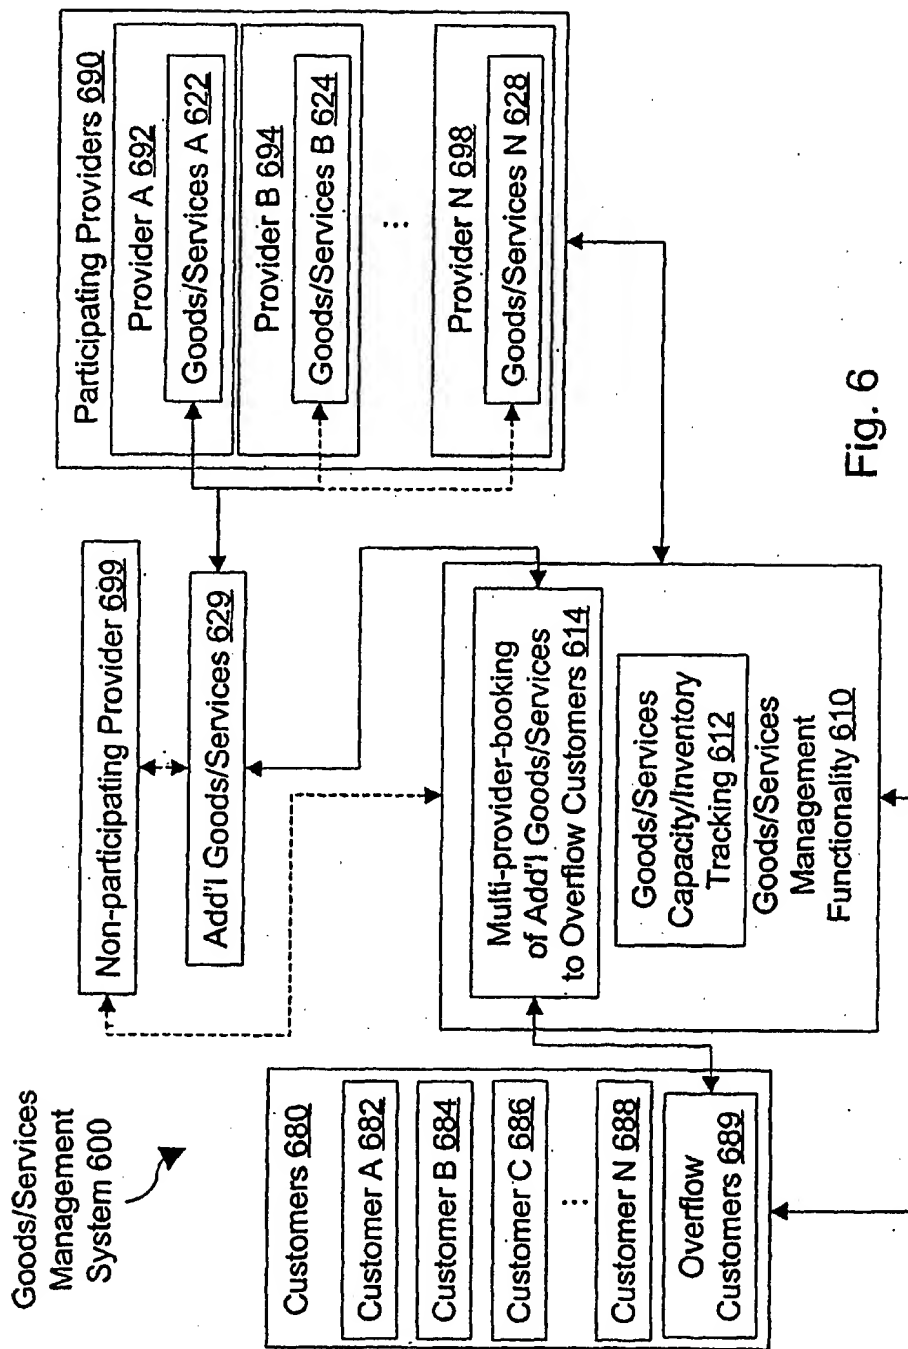 Goods/Services
Management
System 600
Customers 680
Customer A 682
Customer B 684
Customer C 686
...
Customer N 688
Overflow
Customers 689
Non-participating Provider 699
Add'l Goods/Services 629
Multi-provider-booking
of Add'l Goods/Services
to Overflow Customers 614
Goods/Services
Capacity/Inventory
Tracking 612
Goods/Services
Management
Functionality 610
Participating Providers 690
Provider A 692
Goods/Services A 622
Provider B 694
Goods/Services B 624
...
Provider N 698
Goods/Services N 628
Fig. 6